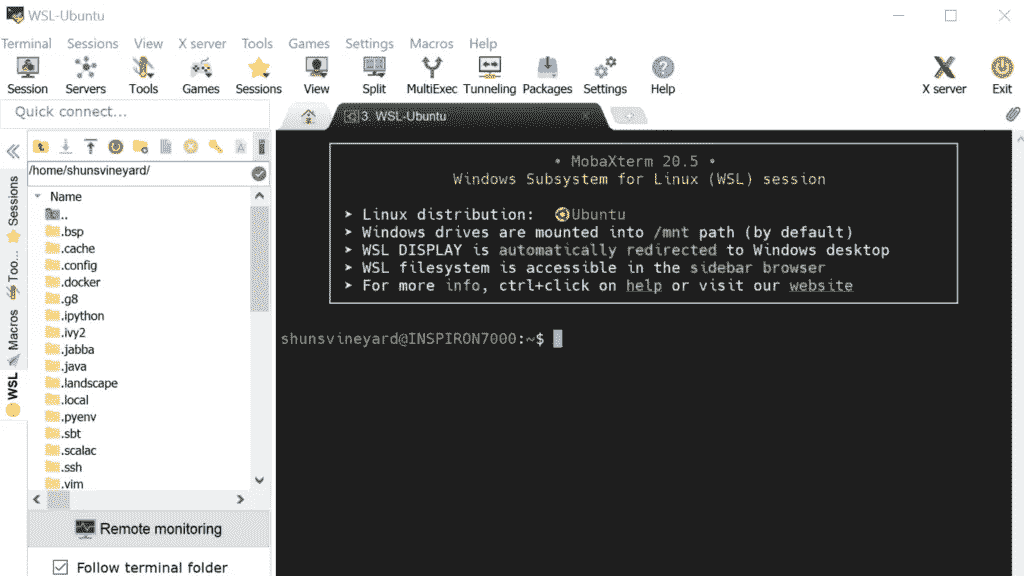 WSL-Ubuntu
Terminal Sessions View X server Tools Games Settings Macros Help
Session Servers Tools Games Sessions View Split MultiExec Tunneling Packages Settings Help X server Exit
Quick connect...
3. WSL-Ubuntu
/home/shunsvineyard/
Name
..
.bsp
.cache
.config
.docker
.g8
.ipython
.ivy2
.jabba
.java
.landscape
.local
.pyenv
.sbt
.scalac
.ssh
.vim
Sessions
Too...
Macros
WSL
Remote monitoring
Follow terminal folder
• MobaXterm 20.5 •
Windows Subsystem for Linux (WSL) session
➤ Linux distribution: Ubuntu
➤ Windows drives are mounted into /mnt path (by default)
➤ WSL DISPLAY is automatically redirected to Windows desktop
➤ WSL filesystem is accessible in the sidebar browser
➤ For more info, ctrl+click on help or visit our website
shunsvineyard@INSPIRON7000:~$